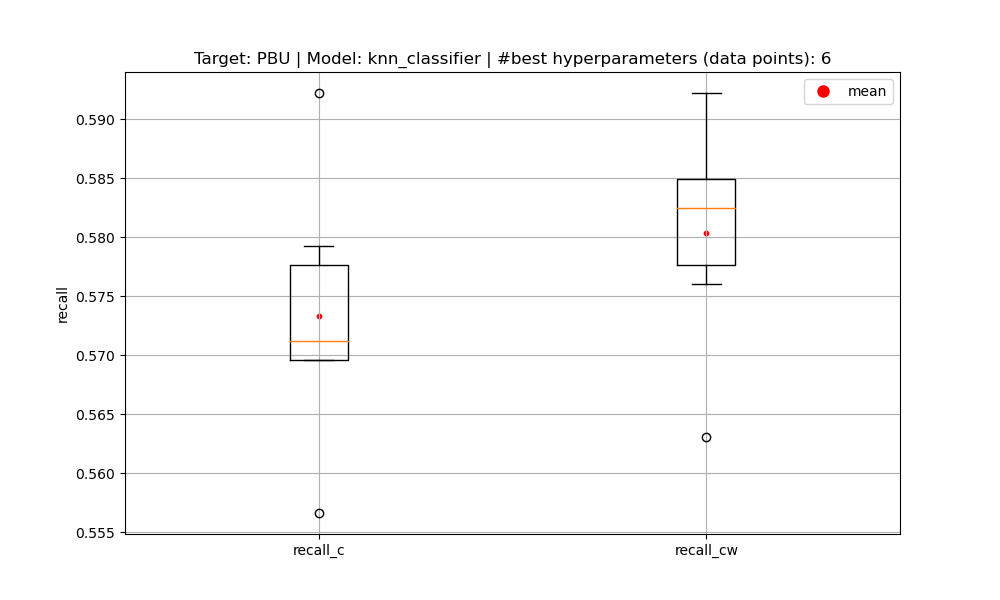 Target: PBU | Model: knn_classifier | #best hyperparameters (data points): 6
mean
0.590
0.585
0.580
0.575
0.570
0.565
0.560
0.555
recall
recall_c
recall_cw